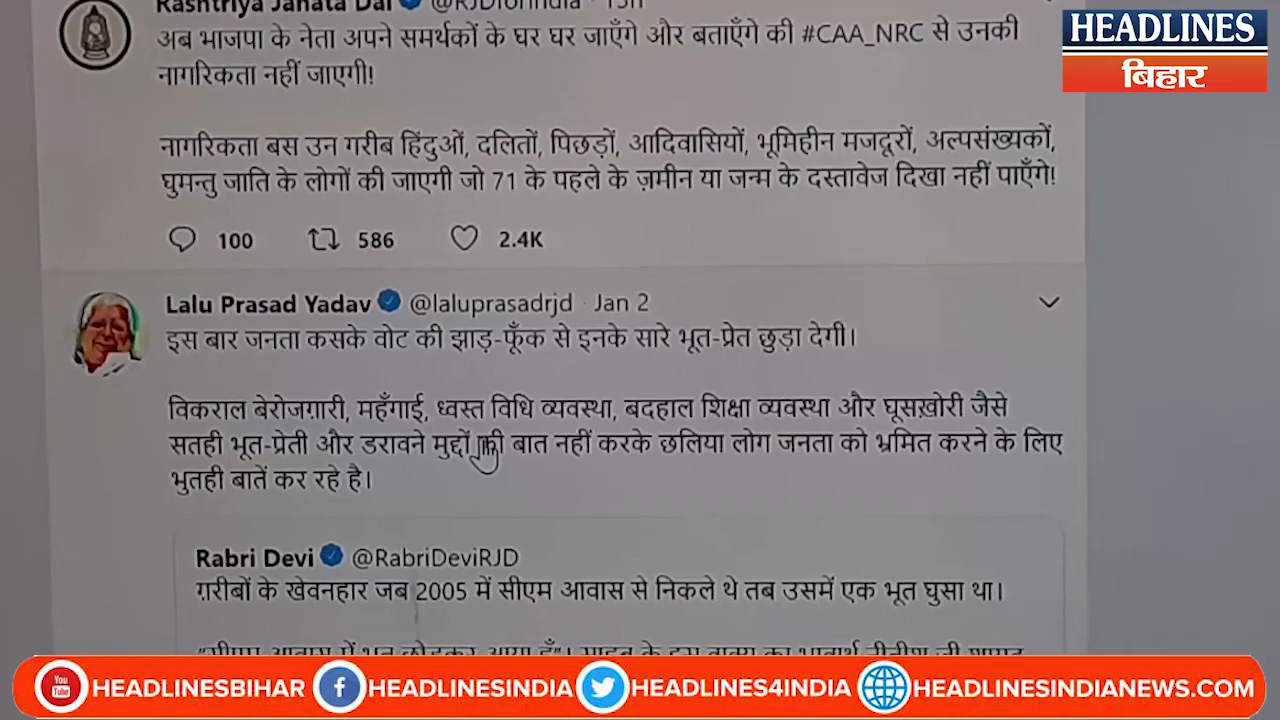 Rashtriya Janata Dal @RJDforIndia · 15h
अब भाजपा के नेता अपने समर्थकों के घर घर जाएँगे और बताएँगे की #CAA_NRC से उनकी
नागरिकता नहीं जाएगी!
नागरिकता बस उन गरीब हिंदुओं, दलितों, पिछड़ों, आदिवासियों, भूमिहीन मजदूरों, अल्पसंख्यकों,
घुमन्तु जाति के लोगों की जाएगी जो 71 के पहले के ज़मीन या जन्म के दस्तावेज दिखा नहीं पाएँगे!
100 586 2.4K
Lalu Prasad Yadav @laluprasadrjd · Jan 2
इस बार जनता कसके वोट की झाड़-फूँक से इनके सारे भूत-प्रेत छुड़ा देगी।
विकराल बेरोजग़ारी, महँगाई, ध्वस्त विधि व्यवस्था, बदहाल शिक्षा व्यवस्था और घूसख़ोरी जैसे
सतही भूत-प्रेती और डरावने मुद्दों की बात नहीं करके छलिया लोग जनता को भ्रमित करने के लिए
भुतही बातें कर रहे है।
Rabri Devi @RabriDeviRJD
ग़रीबों के खेवनहार जब 2005 में सीएम आवास से निकले थे तब उसमें एक भूत घुसा था।
HEADLINES
बिहार
You Tube HEADLINESBIHAR HEADLINESINDIA HEADLINES4INDIA HEADLINESINDIANEWS.COM